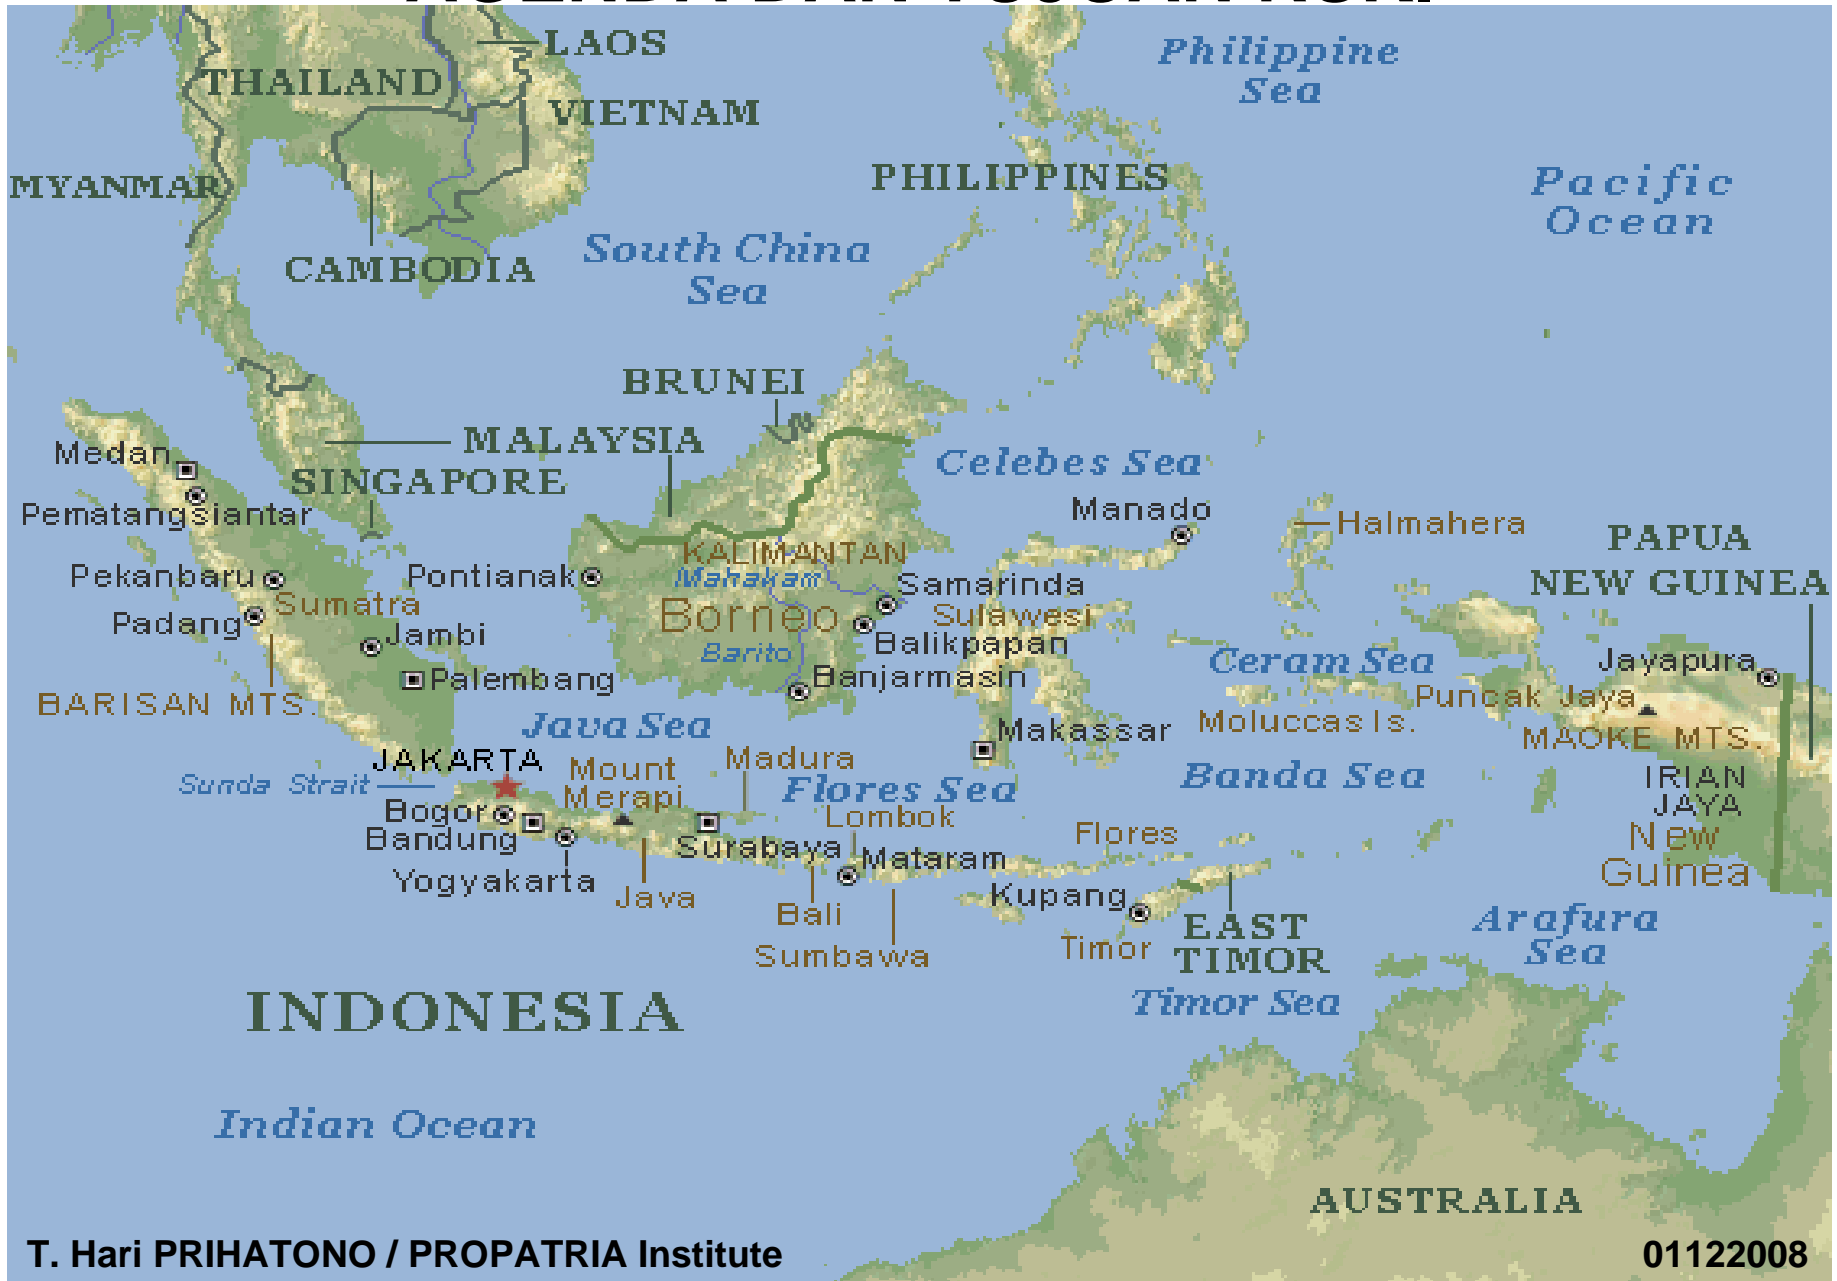 LAOS
Philippine
Sea
THAILAND
VIETNAM
PHILIPPINES
MYANMAR
Pacific
Ocean
South China
Sea
CAMBODIA
BRUNEI
MALAYSIA
SINGAPORE
Celebes Sea
Medan
Pematangsiantar
Manado
Halmahera
PAPUA
NEW GUINEA
KALIMANTAN
Pekanbaru
Pontianak
Mahakam
Samarinda
Sumatra
Borneo
Sulawesi
Padang
Jambi
Barito
Balikpapan
Ceram Sea
Jayapura
Palembang
Banjarmasin
Puncak Jaya
BARISAN MTS.
Java Sea
Makassar
Moluccas Is.
MAOKE MTS.
JAKARTA
Mount
Merapi
Madura
Sunda Strait
Flores Sea
Banda Sea
IRIAN
JAYA
Bogor
Lombok
Bandung
Surabaya
Mataram
Flores
New
Guinea
Yogyakarta
Java
Bali
Kupang
Sumbawa
Timor
EAST
TIMOR
Arafura
Sea
INDONESIA
Timor Sea
Indian Ocean
AUSTRALIA
T. Hari PRIHATONO / PROPATRIA Institute
01122008